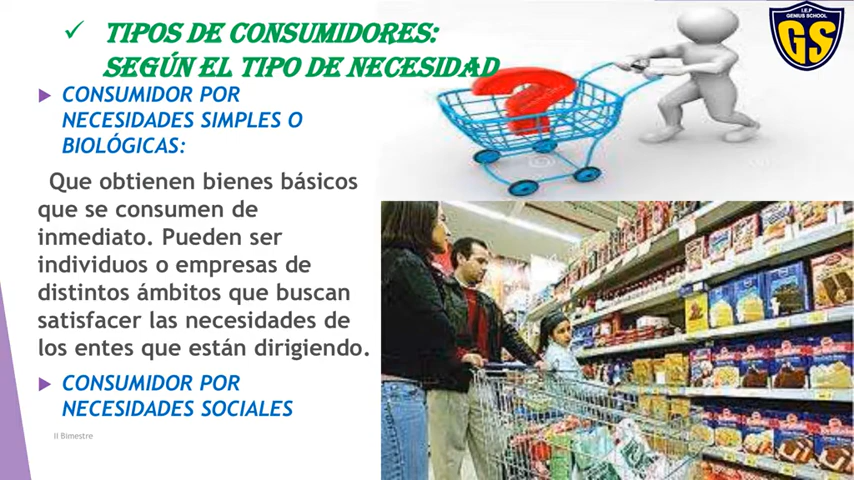 ✓ TIPOS DE CONSUMIDORES:
SEGÚN EL TIPO DE NECESIDAD
I.E.P
GENIUS SCHOOL
GS
CONSUMIDOR POR
NECESIDADES SIMPLES O
BIOLÓGICAS:
Que obtienen bienes básicos
que se consumen de
inmediato. Pueden ser
individuos o empresas de
distintos ámbitos que buscan
satisfacer las necesidades de
los entes que están dirigiendo.
CONSUMIDOR POR
NECESIDADES SOCIALES
II Bimestre